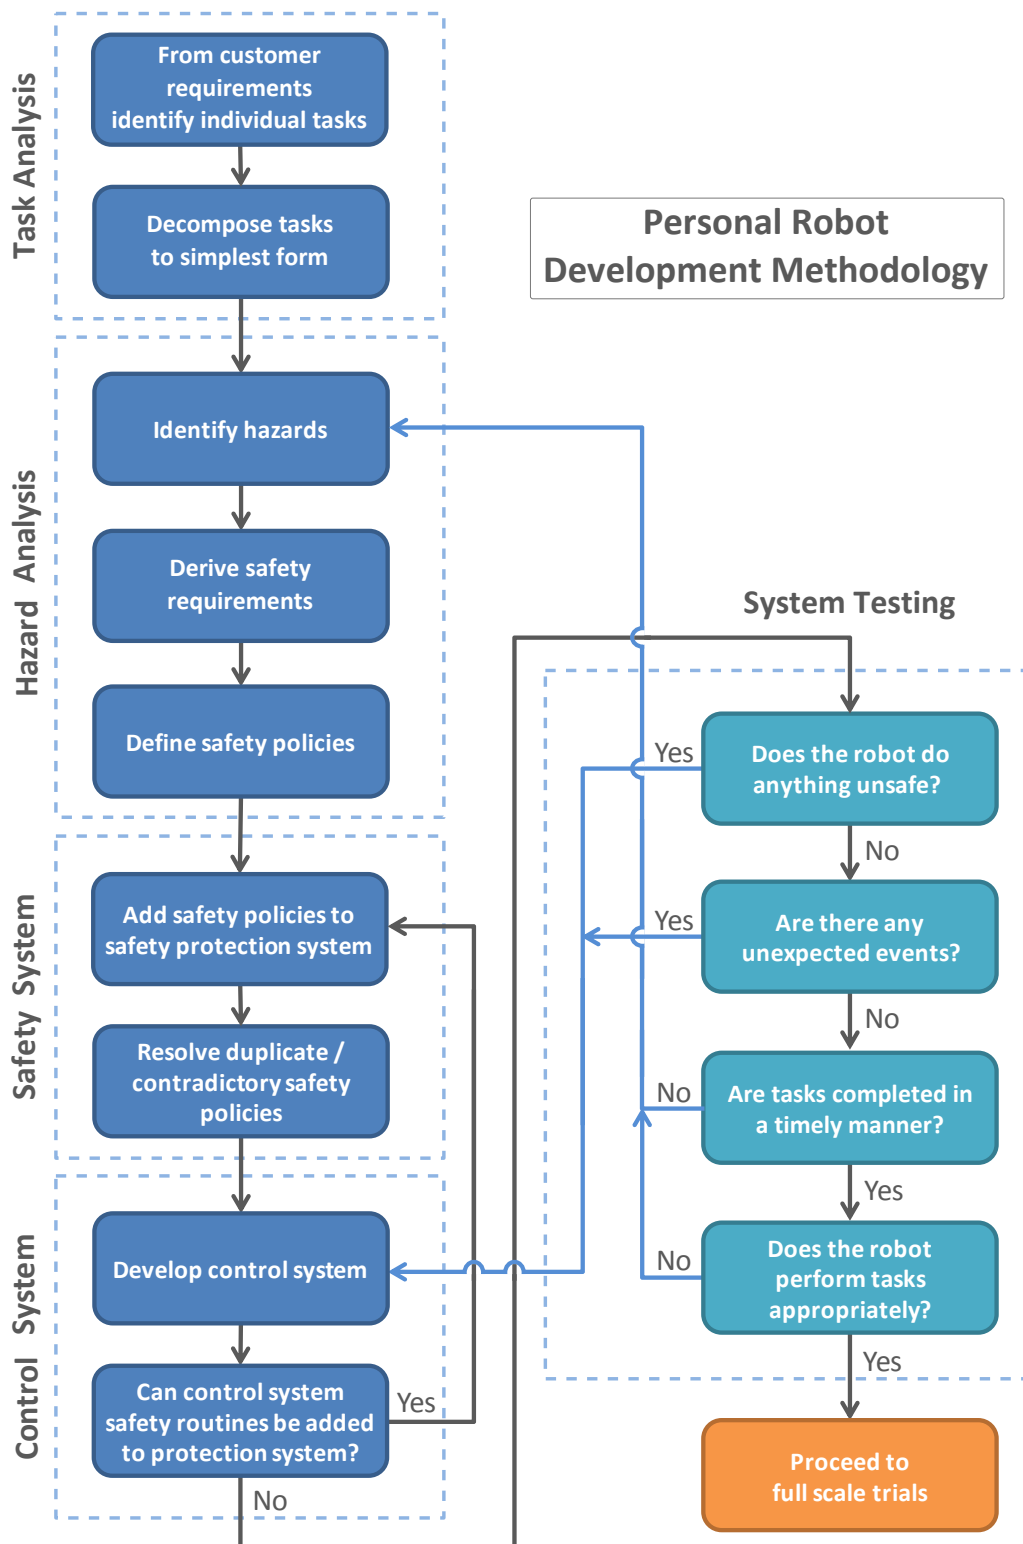 Task Analysis
From customer
requirements
identify individual tasks
Decompose tasks
to simplest form
Personal Robot
Development Methodology
Hazard Analysis
Identify hazards
Derive safety
requirements
Define safety policies
Safety System
Add safety policies to
safety protection system
Resolve duplicate /
contradictory safety
policies
Control System
Develop control system
Can control system
safety routines be added
to protection system?
Yes
No
System Testing
Does the robot do
anything unsafe?
Yes
No
Are there any
unexpected events?
Yes
No
Are tasks completed in
a timely manner?
No
Yes
Does the robot
perform tasks
appropriately?
No
Yes
Proceed to
full scale trials